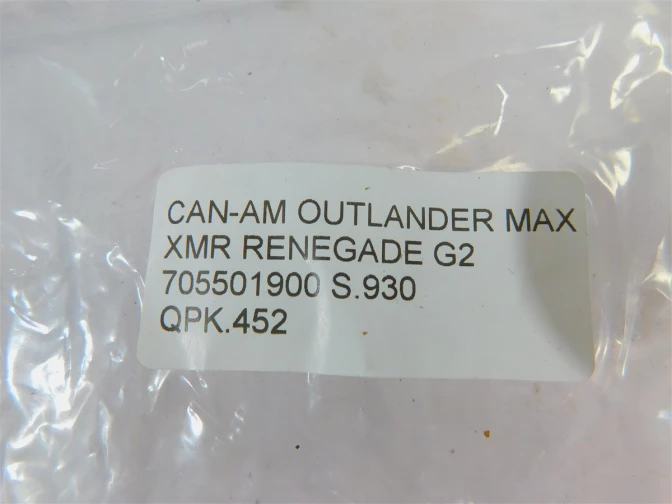 CAN-AM OUTLANDER MAX
XMR RENEGADE G2
705501900 S.930
QPK.452